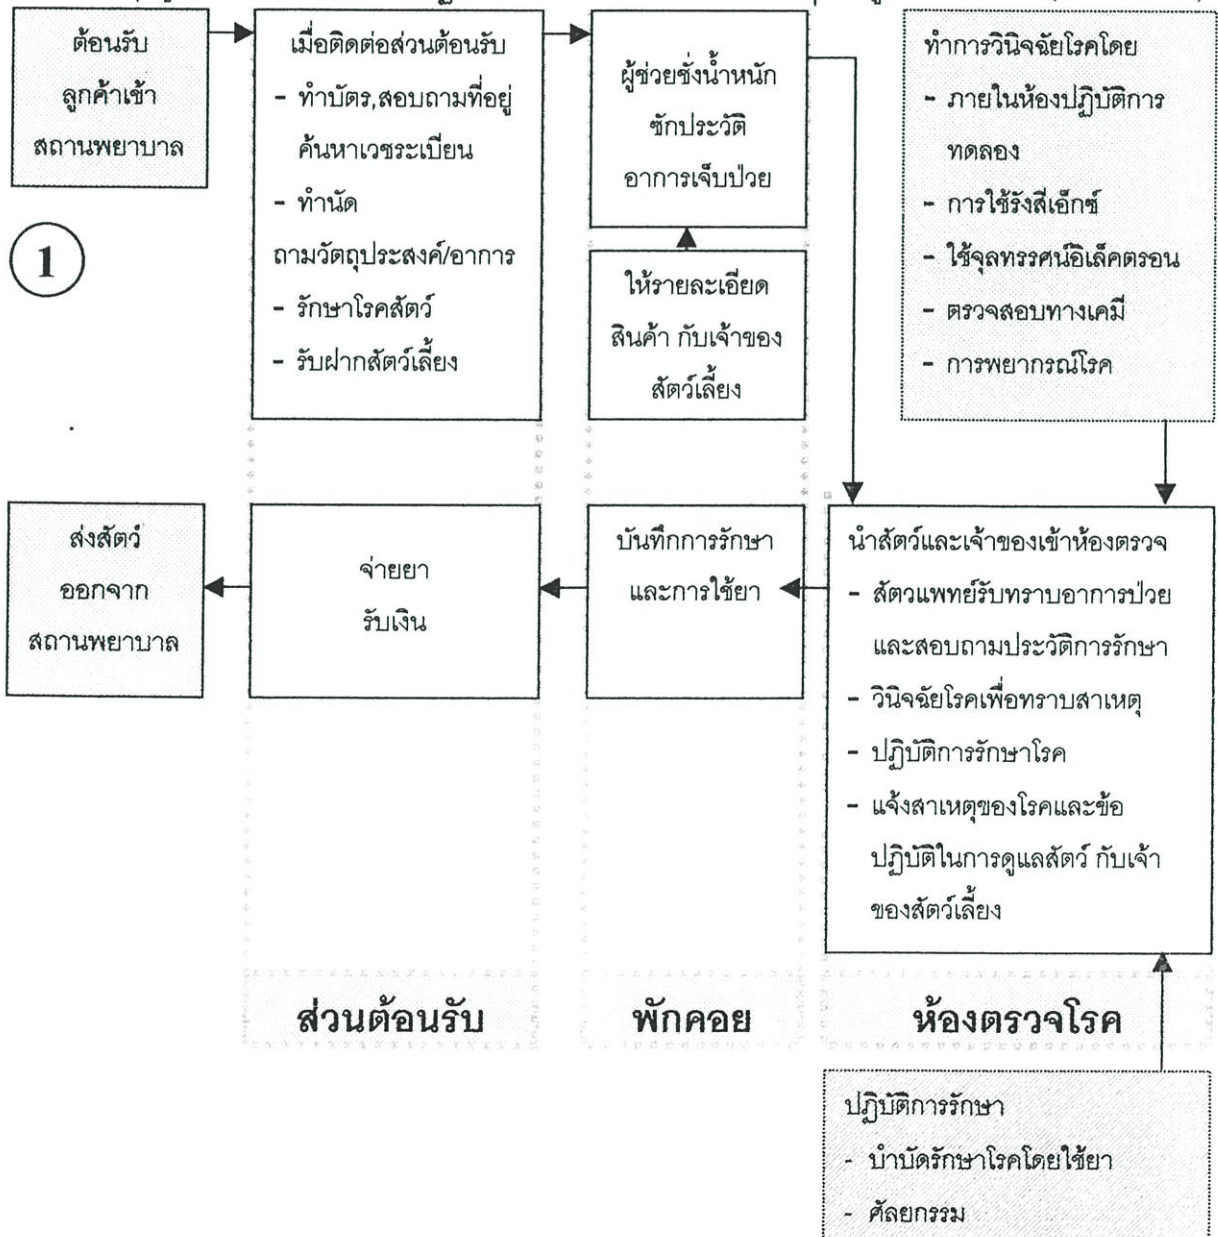 ต้อนรับ
ลูกค้าเข้า
สถานพยาบาล
1
เมื่อติดต่อส่วนต้อนรับ
- ทำบัตร,สอบถามที่อยู่
ค้นหาเวชระเบียน
- ทำนัด
ถามวัตถุประสงค์/อาการ
- รักษาโรคสัตว์
- รับฝากสัตว์เลี้ยง
ผู้ช่วยชั่งน้ำหนัก
ซักประวัติ
อาการเจ็บป่วย
ให้รายละเอียด
สินค้า กับเจ้าของ
สัตว์เลี้ยง
ทำการวินิจฉัยโรคโดย
- ภายในห้องปฏิบัติการ
ทดลอง
- การใช้รังสีเอ็กซ์
- ใช้จุลทรรศน์อิเล็คตรอน
- ตรวจสอบทางเคมี
- การพยากรณ์โรค
ส่งสัตว์
ออกจาก
สถานพยาบาล
จ่ายยา
รับเงิน
บันทึกการรักษา
และการใช้ยา
นำสัตว์และเจ้าของเข้าห้องตรวจ
- สัตวแพทย์รับทราบอาการป่วย
และสอบถามประวัติการรักษา
- วินิจฉัยโรคเพื่อทราบสาเหตุ
- ปฏิบัติการรักษาโรค
- แจ้งสาเหตุของโรคและข้อ
ปฏิบัติในการดูแลสัตว์ กับเจ้า
ของสัตว์เลี้ยง
ส่วนต้อนรับ
พักคอย
ห้องตรวจโรค
ปฏิบัติการรักษา
- บำบัดรักษาโรคโดยใช้ยา
- ศัลยกรรม